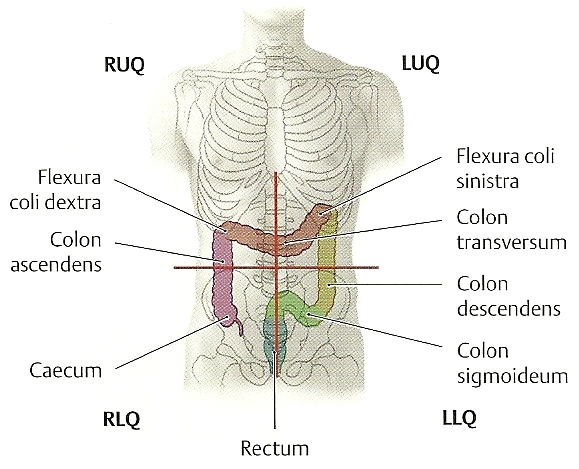 RUQ
LUQ
Flexura
coli dextra
Colon
ascendens
Caecum
Flexura coli
sinistra
Colon
transversum
Colon
descendens
Colon
sigmoideum
RLQ
LLQ
Rectum